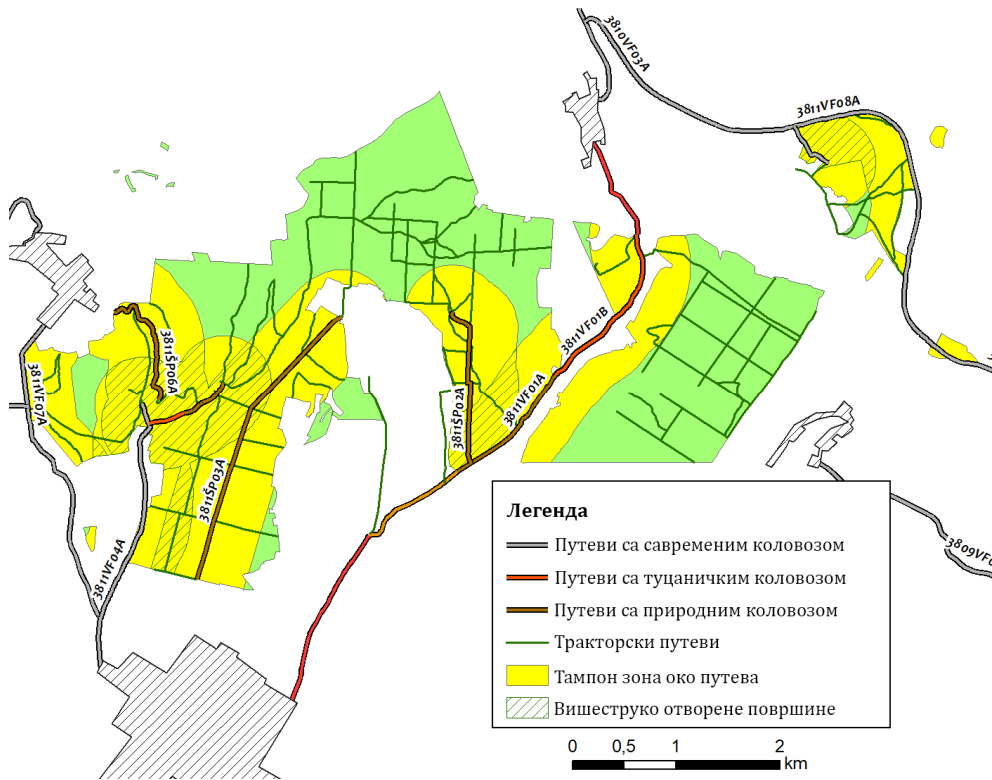 3810VF03A
3811VF08A
3811VF01B
3811ŠP06A
3811VF07A
3811VF01A
3811ŠP02A
3811ŠP03A
3811VF04A
3809VF0
Легенда
Путеви са савременим коловозом
Путеви са туцаничким коловозом
Путеви са природним коловозом
Тракторски путеви
Тампон зона око путева
Вишеструко отворене површине
0 0,5 1 2
km